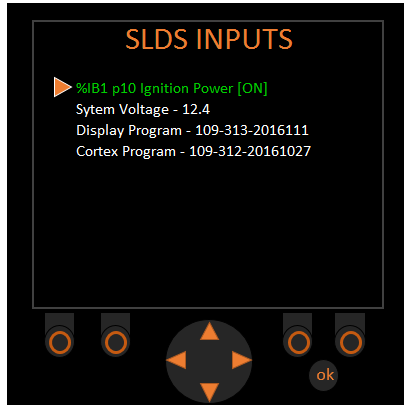 SLDS INPUTS
%IB1 p10 Ignition Power [ON]
Sytem Voltage - 12.4
Display Program - 109-313-2016111
Cortex Program - 109-312-20161027
ok